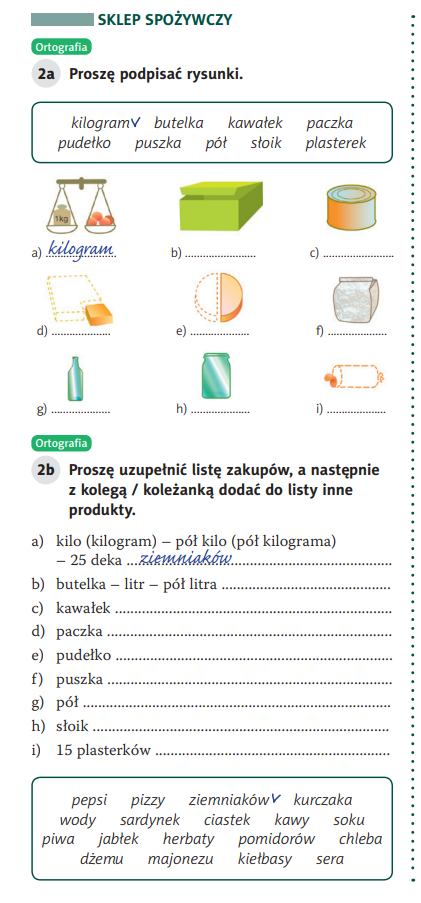 SKLEP SPOŻYWCZY
Ortografia
2a Proszę podpisać rysunki.
kilogram✓ butelka kawałek paczka
pudełko puszka pół słoik plasterek
1kg
a) kilogram
b) ........................
c) ........................
d) ....................
e) ....................
f) ....................
g) ....................
h) ....................
i) ....................
Ortografia
2b Proszę uzupełnić listę zakupów, a następnie
z kolegą / koleżanką dodać do listy inne
produkty.
a) kilo (kilogram) – pół kilo (pół kilograma)
– 25 deka ...ziemniaków...
b) butelka – litr – pół litra ........................
c) kawałek ........................
d) paczka ........................
e) pudełko ........................
f) puszka ........................
g) pół ........................
h) słoik ........................
i) 15 plasterków ........................
pepsi pizzy ziemniaków✓ kurczaka
wody sardynek ciastek kawy soku
piwa jabłek herbaty pomidorów chleba
dżemu majonezu kiełbasy sera